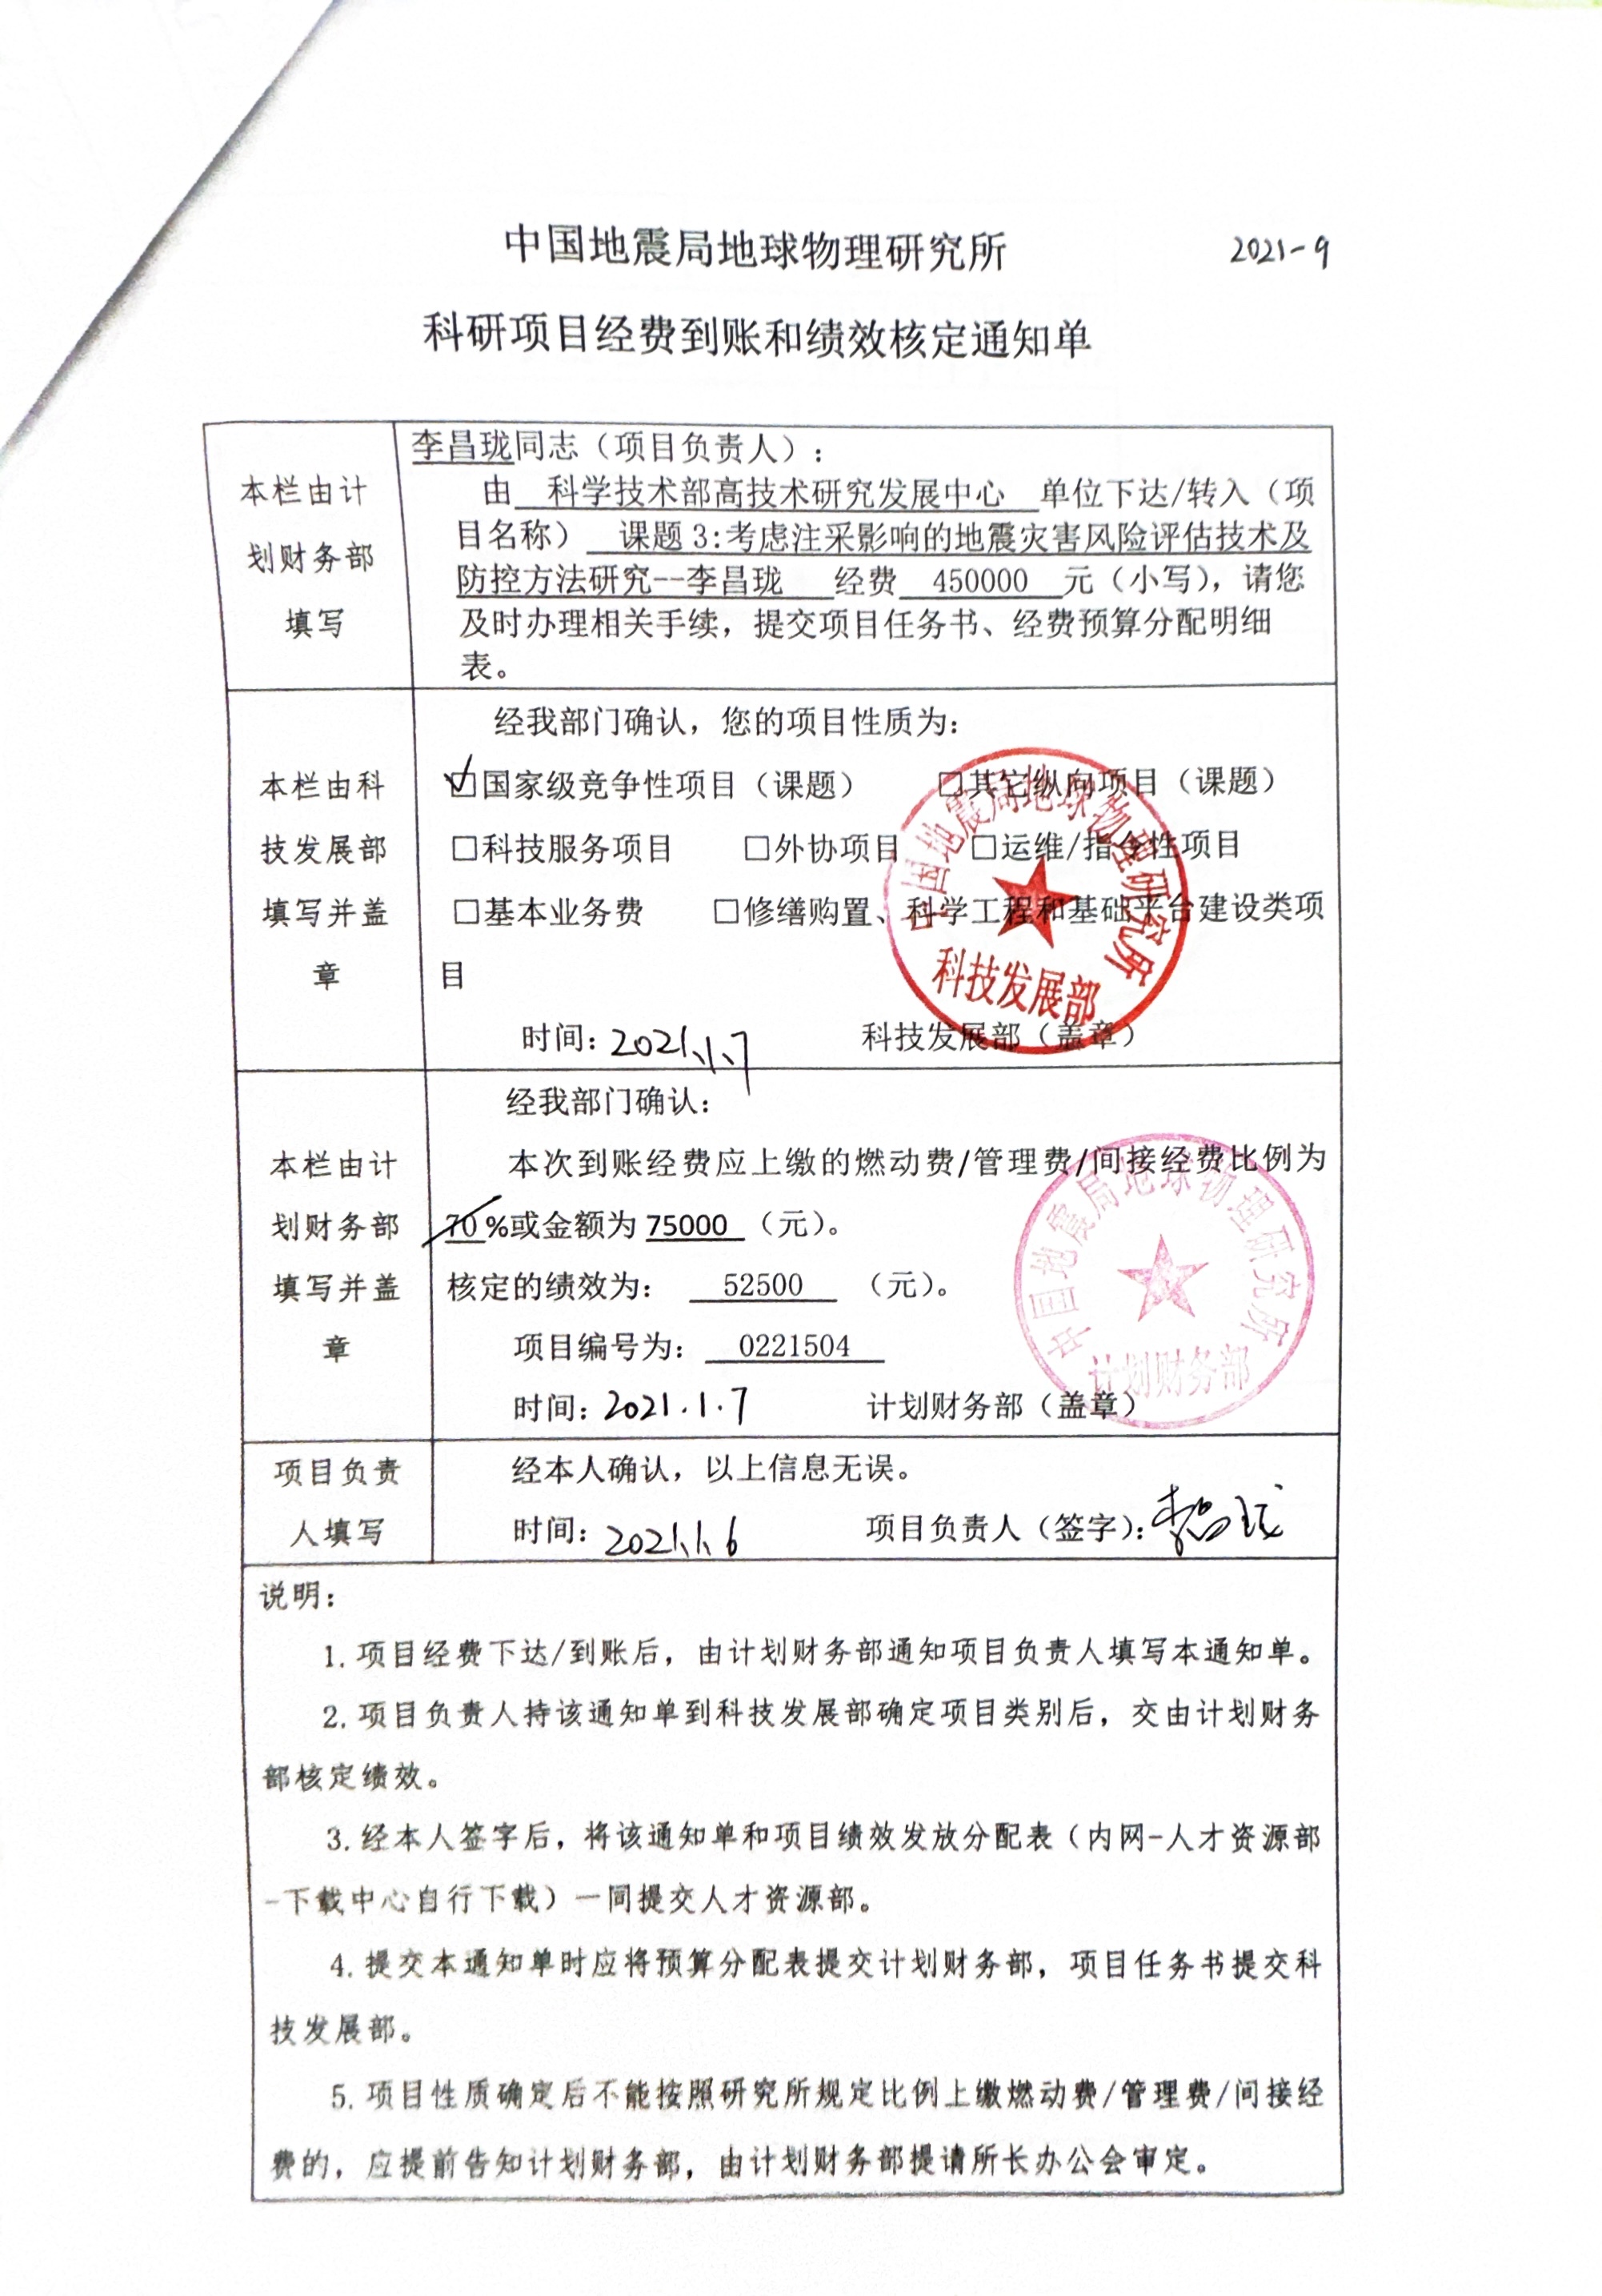 中国地震局地球物理研究所
2021-9
科研项目经费到账和绩效核定通知单
本栏由计
划财务部
填写
李昌珑同志（项目负责人）：
由 科学技术部高技术研究发展中心 单位下达/转入（项
目名称） 课题3:考虑注采影响的地震灾害风险评估技术及
防控方法研究--李昌珑 经费 450000 元（小写），请您
及时办理相关手续，提交项目任务书、经费预算分配明细
表。
本栏由科
技发展部
填写并盖
章
经我部门确认，您的项目性质为：
☑国家级竞争性项目（课题） □其它纵向项目（课题）
□科技服务项目 □外协项目 □运维/指令性项目
□基本业务费 □修缮购置、科学工程和基础平台建设类项
目
时间：2021.1.7 科技发展部（盖章）
中国地震局地球物理研究所
科技发展部
本栏由计
划财务部
填写并盖
章
经我部门确认：
本次到账经费应上缴的燃动费/管理费/间接经费比例为
70 %或金额为 75000 （元）。
核定的绩效为： 52500 （元）。
项目编号为： 0221504
时间：2021.1.7 计划财务部（盖章）
中国地震局地球物理研究所
计划财务部
项目负责
人填写
经本人确认，以上信息无误。
时间：2021.1.6 项目负责人（签字）：李昌珑
说明：
1.项目经费下达/到账后，由计划财务部通知项目负责人填写本通知单。
2.项目负责人持该通知单到科技发展部确定项目类别后，交由计划财务
部核定绩效。
3.经本人签字后，将该通知单和项目绩效发放分配表（内网-人才资源部
-下载中心自行下载）一同提交人才资源部。
4.提交本通知单时应将预算分配表提交计划财务部，项目任务书提交科
技发展部。
5.项目性质确定后不能按照研究所规定比例上缴燃动费/管理费/间接经
费的，应提前告知计划财务部，由计划财务部提请所长办公会审定。